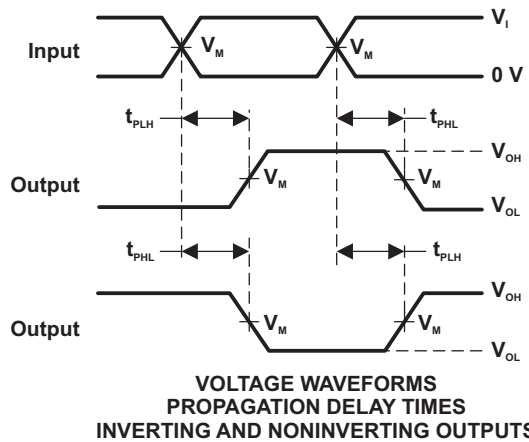 V_I
Input
V_M
V_M
0 V
t_PLH
t_PHL
V_OH
Output
V_M
V_M
V_OL
t_PHL
t_PLH
V_OH
Output
V_M
V_M
V_OL
VOLTAGE WAVEFORMS
PROPAGATION DELAY TIMES
INVERTING AND NONINVERTING OUTPUTS